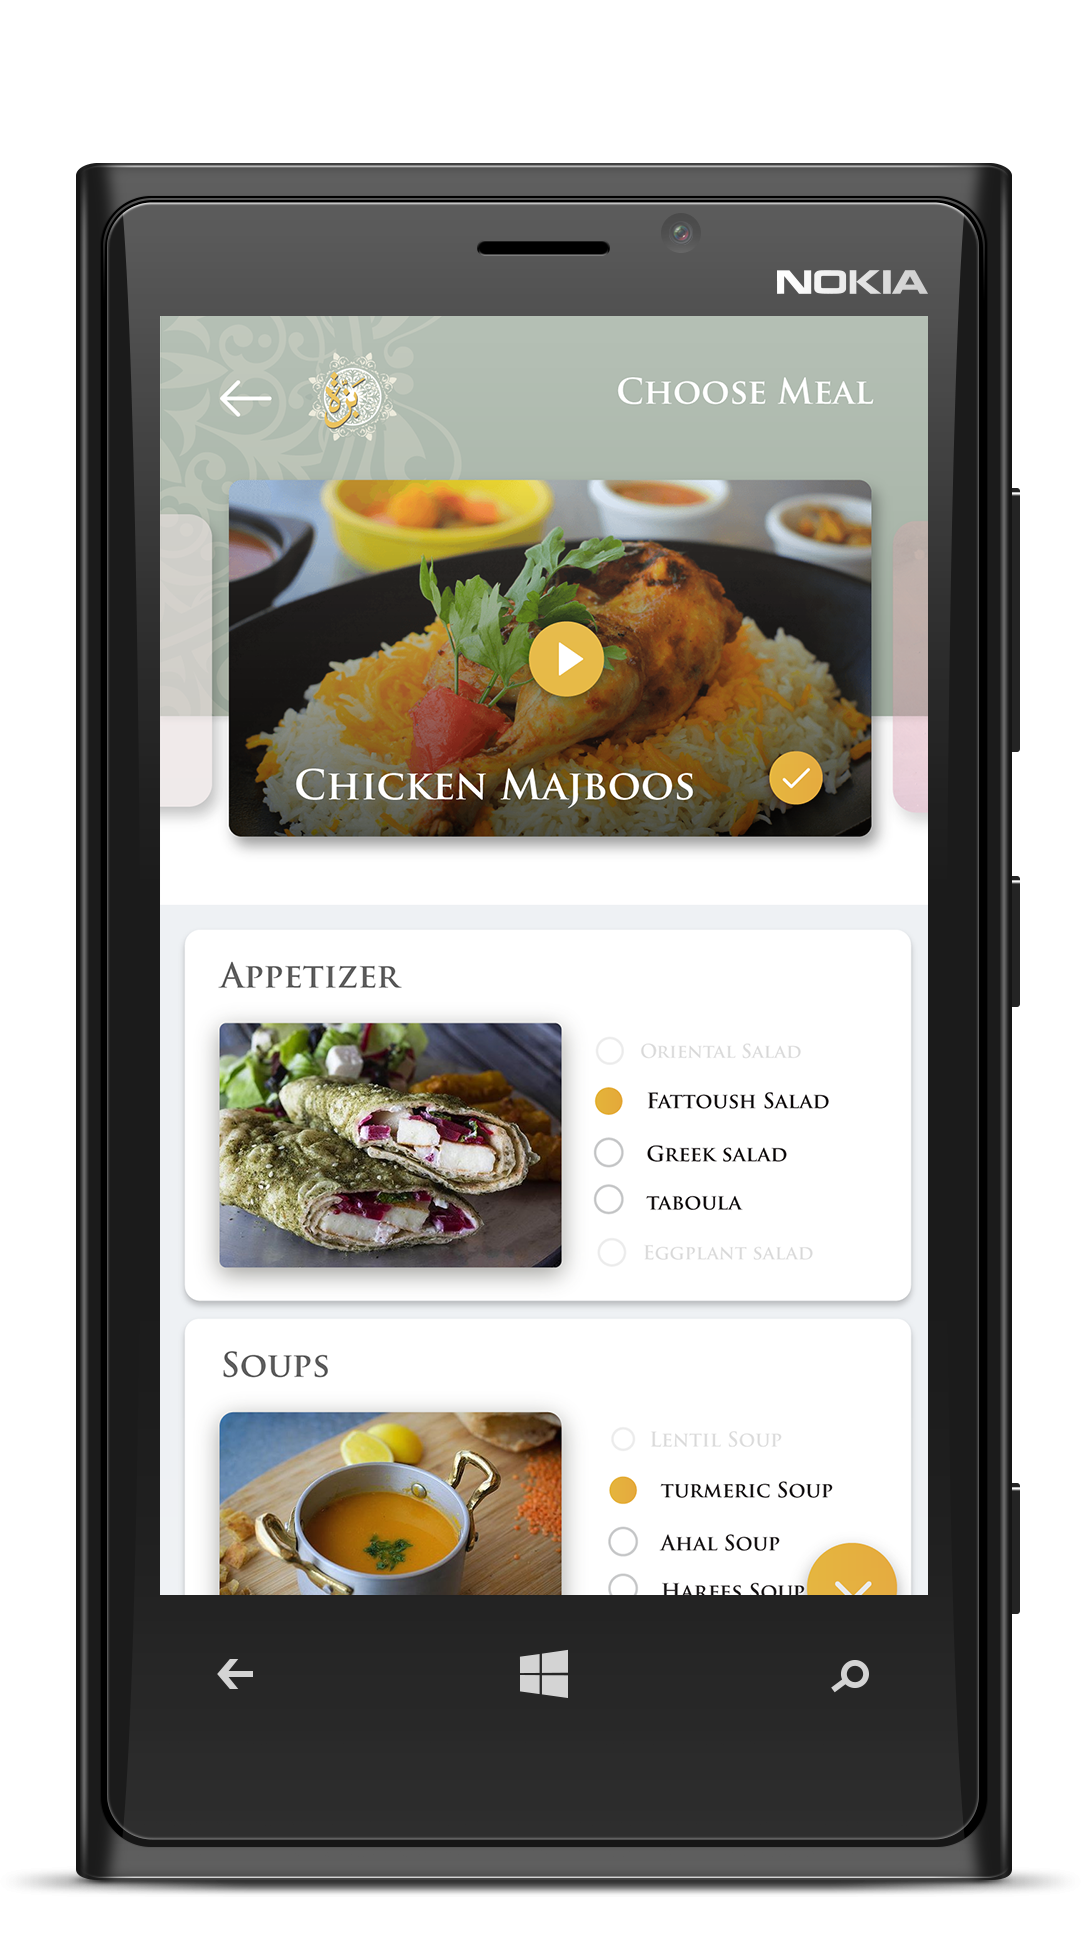 NOKIA
بَرزة
Choose Meal
Chicken Majboos
Appetizer
Oriental Salad
Fattoush Salad
Greek salad
taboula
Eggplant salad
Soups
Lentil Soup
turmeric Soup
Ahal Soup
Harees Soup